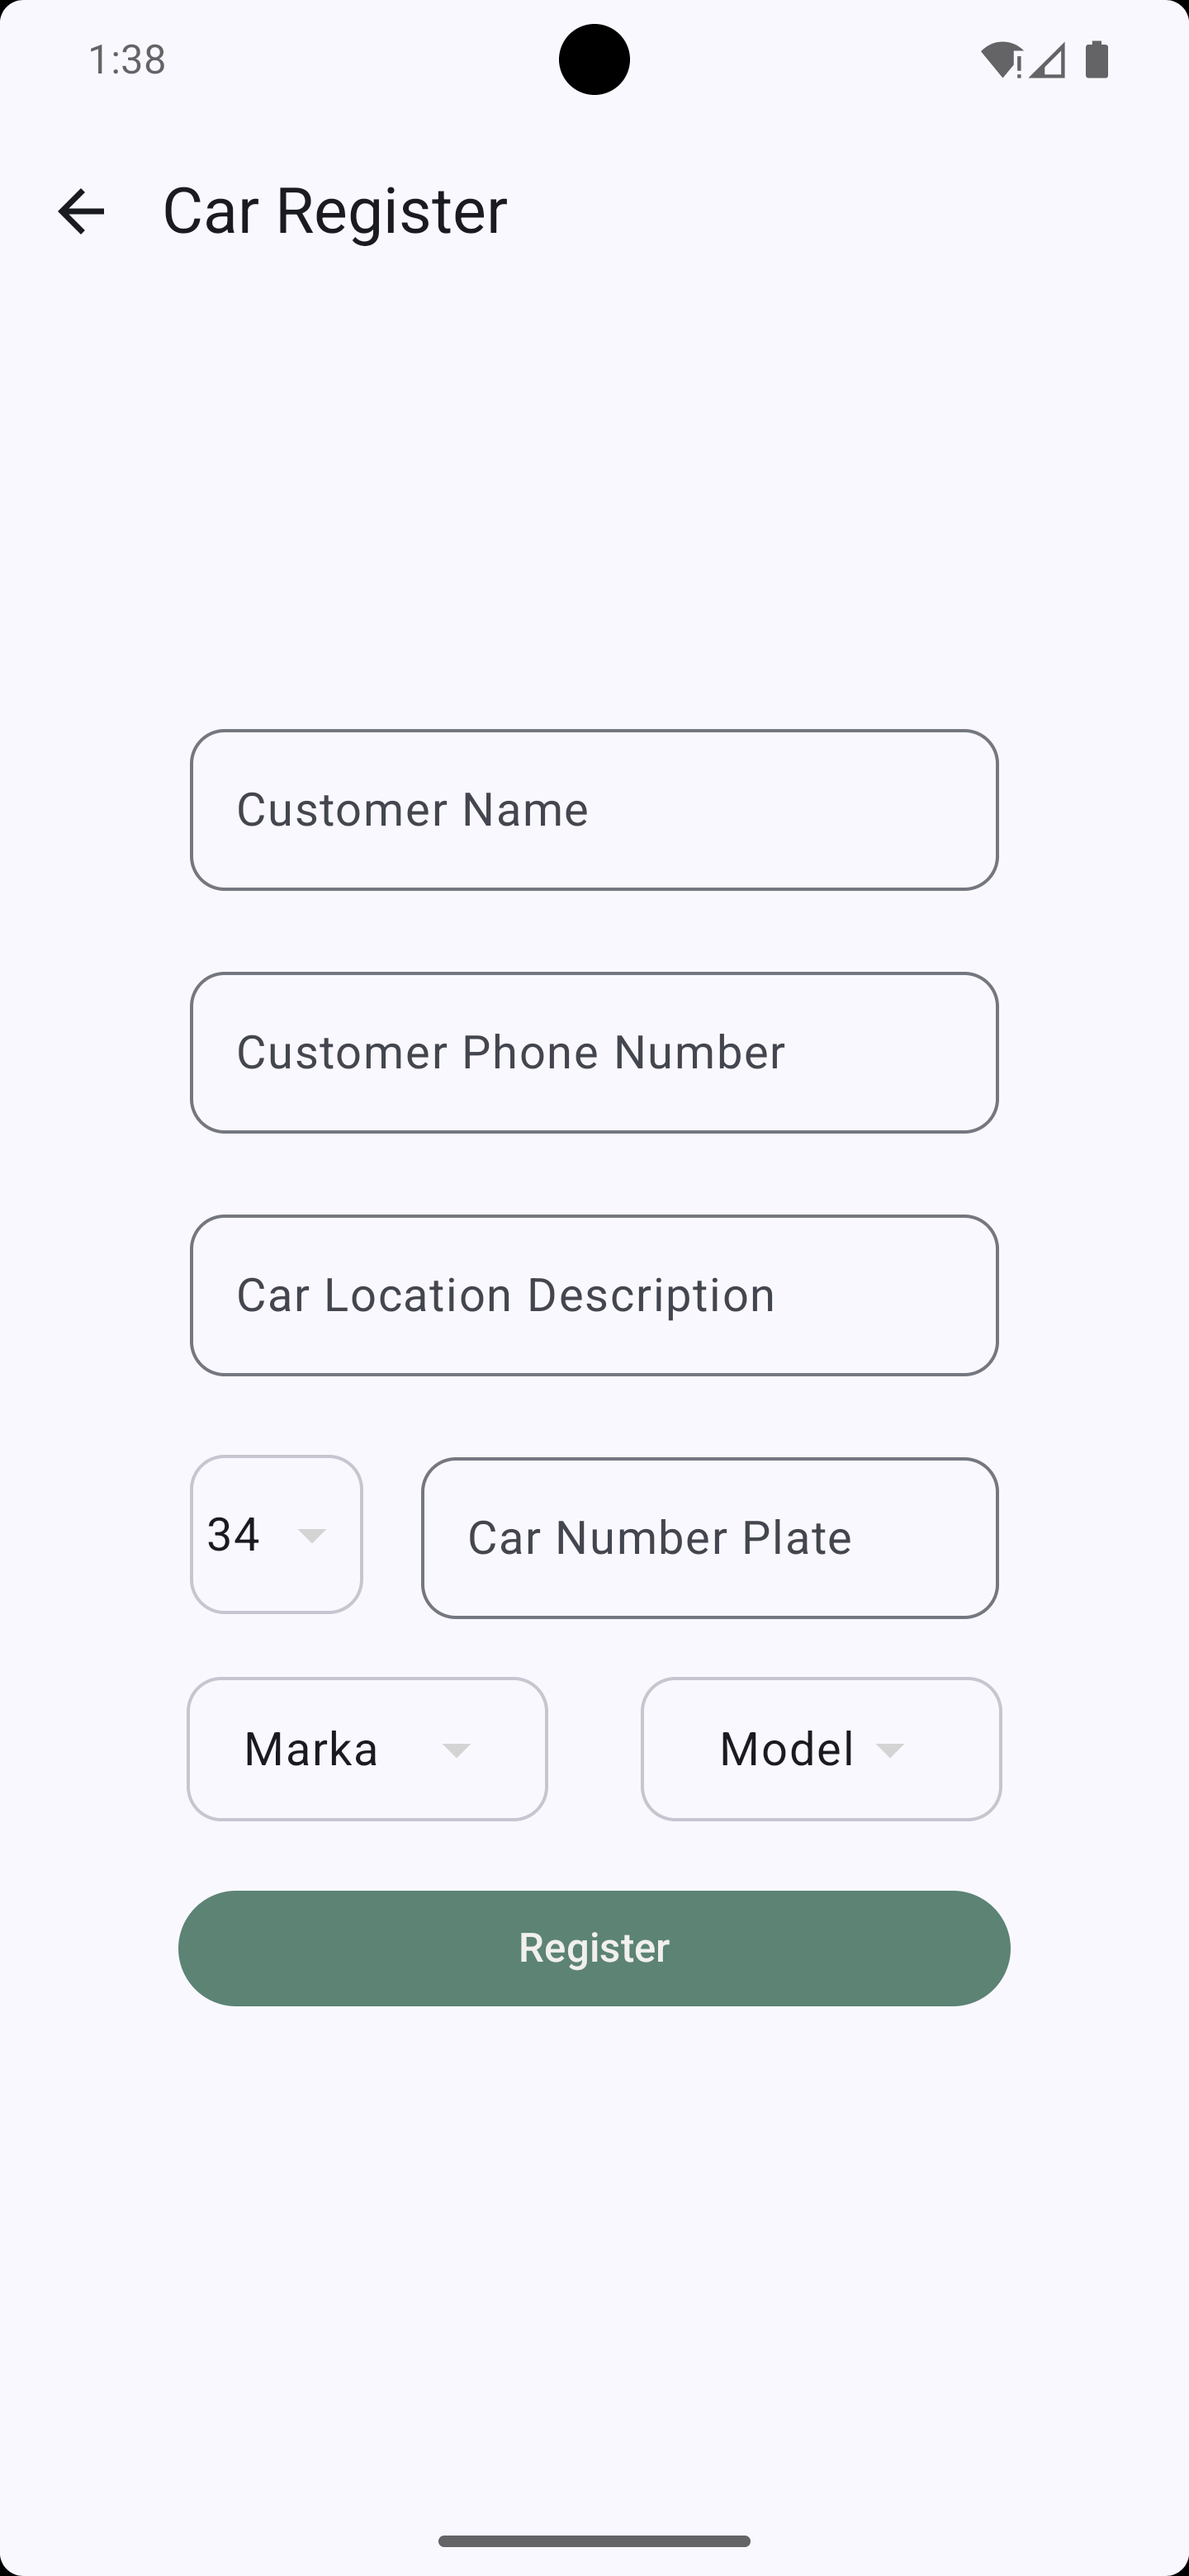 1:38
Car Register
Customer Name
Customer Phone Number
Car Location Description
34
Car Number Plate
Marka
Model
Register